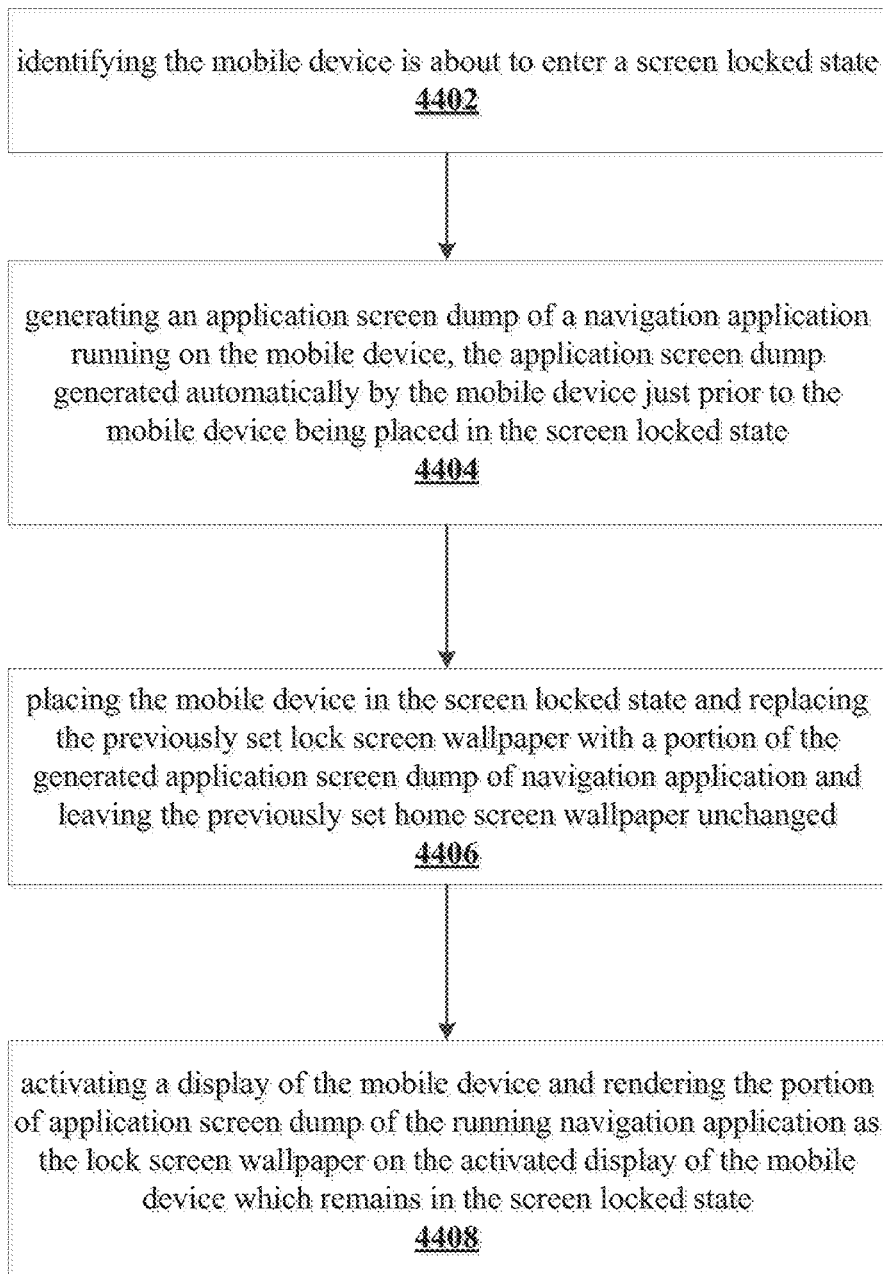 identifying the mobile device is about to enter a screen locked state
4402
generating an application screen dump of a navigation application
running on the mobile device, the application screen dump
generated automatically by the mobile device just prior to the
mobile device being placed in the screen locked state
4404
placing the mobile device in the screen locked state and replacing
the previously set lock screen wallpaper with a portion of the
generated application screen dump of navigation application and
leaving the previously set home screen wallpaper unchanged
4406
activating a display of the mobile device and rendering the portion
of application screen dump of the running navigation application as
the lock screen wallpaper on the activated display of the mobile
device which remains in the screen locked state
4408